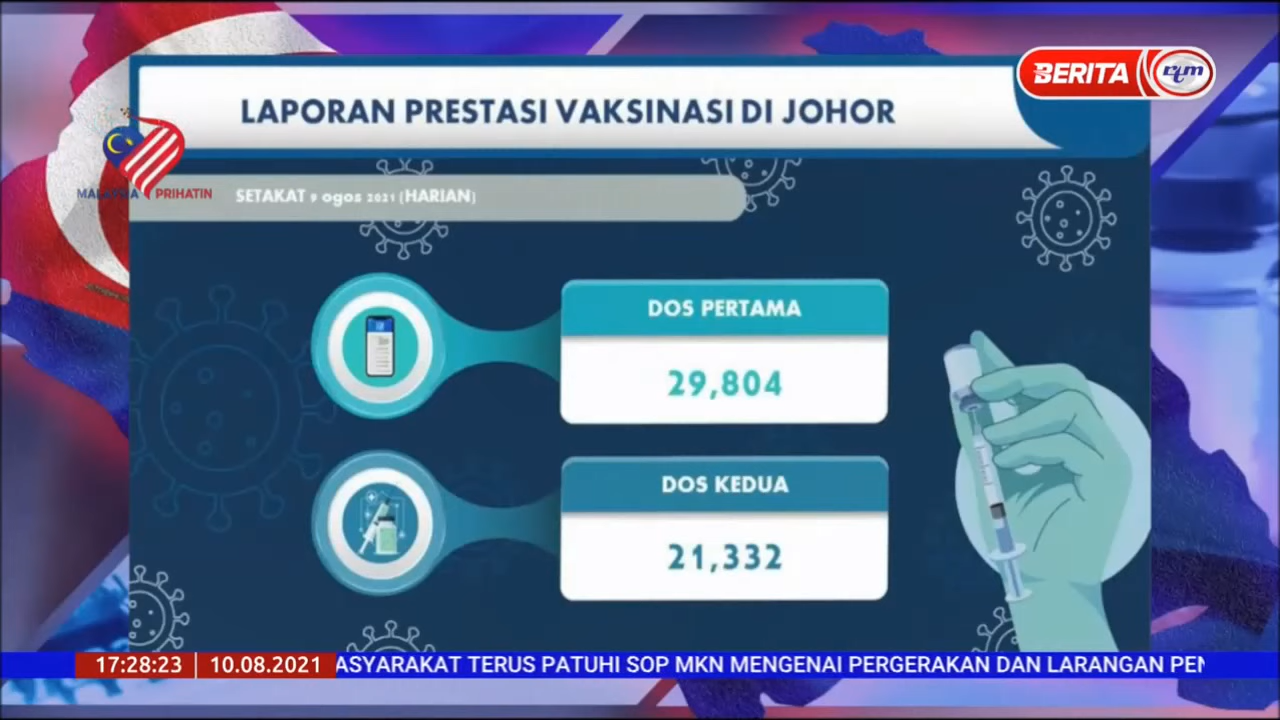 BERITA rtm
LAPORAN PRESTASI VAKSINASI DI JOHOR
MALAYSIA PRIHATIN
SETAKAT 9 ogos 2021 (HARIAN)
DOS PERTAMA
29,804
DOS KEDUA
21,332
17:28:23 10.08.2021 ASYARAKAT TERUS PATUHI SOP MKN MENGENAI PERGERAKAN DAN LARANGAN PEN